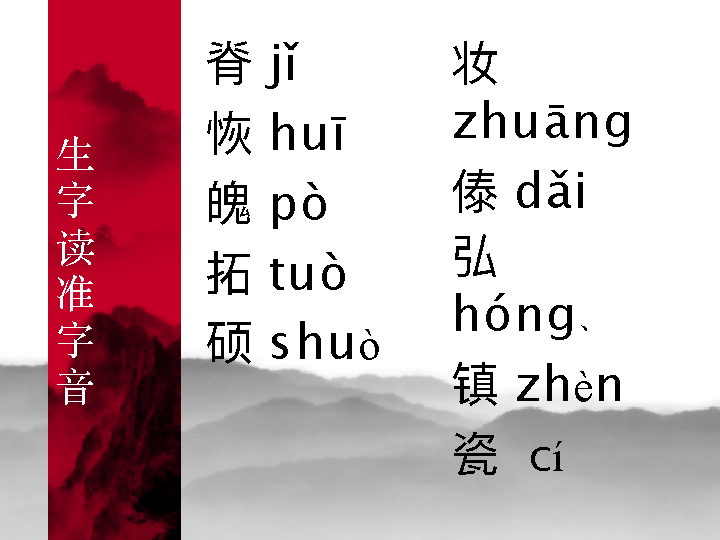 生字读准字音
脊 jǐ
恢 huī
魄 pò
拓 tuò
硕 shuò
妆
zhuāng
傣 dǎi
弘
hóng、
镇 zhèn
瓷 cí